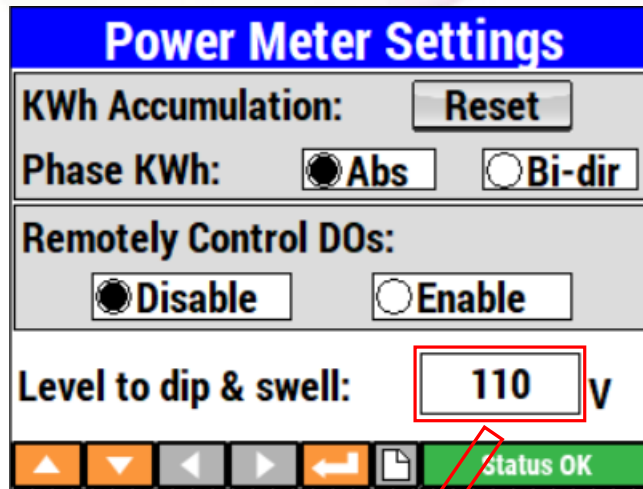 Power Meter Settings
KWh Accumulation: Reset
Phase KWh: Abs Bi-dir
Remotely Control DOs:
Disable Enable
Level to dip & swell: 110 V
Status OK